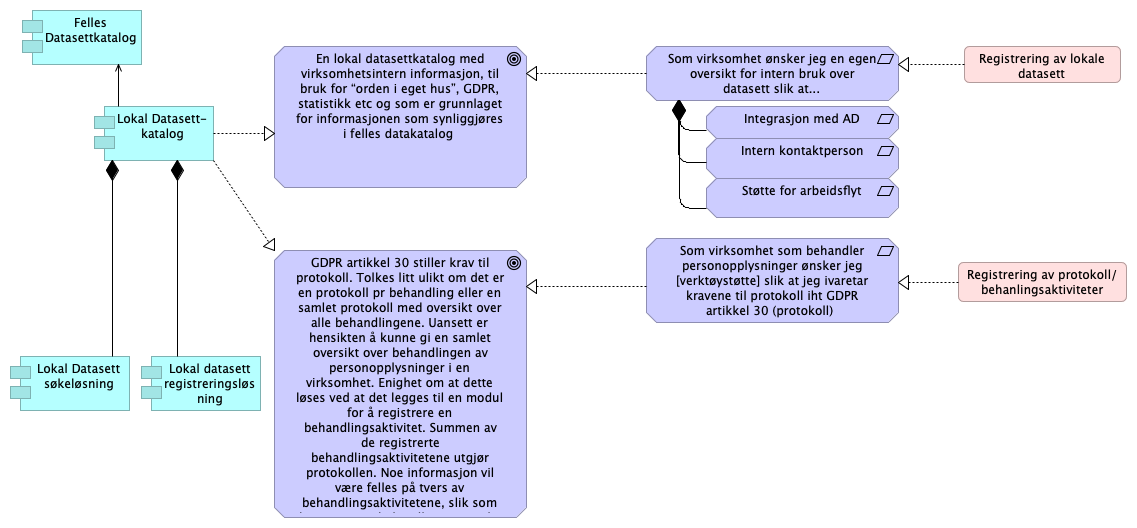 Felles
Datasettkatalog
Lokal Datasett-
katalog
Lokal Datasett
søkeløsning
Lokal datasett
registreringsløs
ning
En lokal datasettkatalog med
virksomhetsintern informasjon, til
bruk for “orden i eget hus”, GDPR,
statistikk etc og som er grunnlaget
for informasjonen som synliggjøres
i felles datakatalog
GDPR artikkel 30 stiller krav til
protokoll. Tolkes litt ulikt om det er
en protokoll pr behandling eller en
samlet protokoll med oversikt over
alle behandlingene. Uansett er
hensikten å kunne gi en samlet
oversikt over behandlingen av
personopplysninger i en
virksomhet. Enighet om at dette
løses ved at det legges til en modul
for å registrere en
behandlingsaktivitet. Summen av
de registrerte
behandlingsaktivitetene utgjør
protokollen. Noe informasjon vil
være felles på tvers av
behandlingsaktivitetene, slik som
Som virksomhet ønsker jeg en egen
oversikt for intern bruk over
datasett slik at...
Integrasjon med AD
Intern kontaktperson
Støtte for arbeidsflyt
Som virksomhet som behandler
personopplysninger ønsker jeg
[verktøystøtte] slik at jeg ivaretar
kravene til protokoll iht GDPR
artikkel 30 (protokoll)
Registrering av lokale
datasett
Registrering av protokoll/
behanlingsaktiviteter